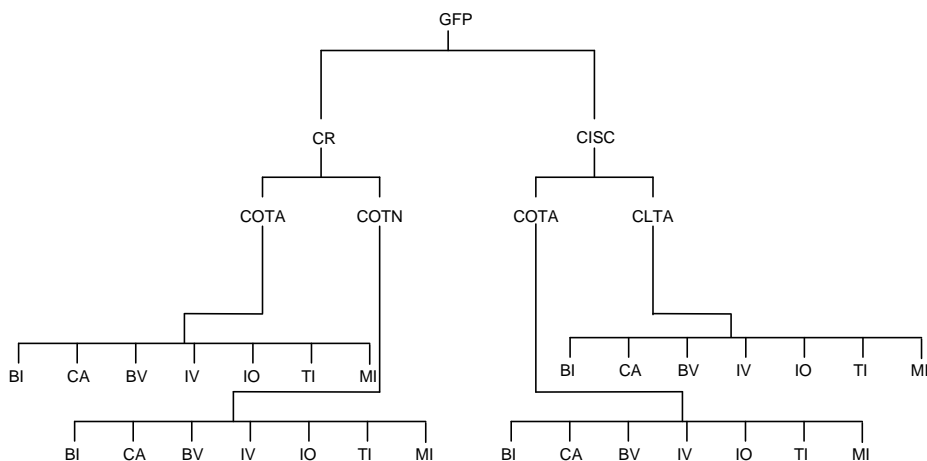 GFP
CR CISC
COTA COTN COTA CLTA
BI CA BV IV IO TI MI
BI CA BV IV IO TI MI
BI CA BV IV IO TI MI
BI CA BV IV IO TI MI